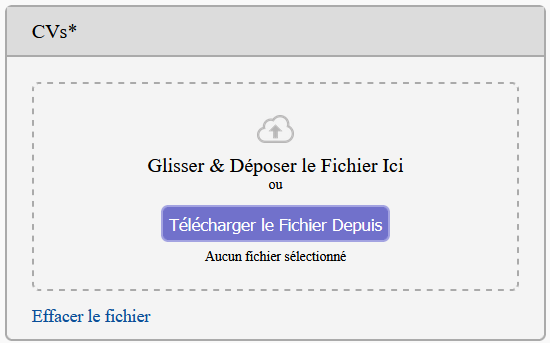 CVs*
Glisser & Déposer le Fichier Ici
ou
Télécharger le Fichier Depuis
Aucun fichier sélectionné
Effacer le fichier